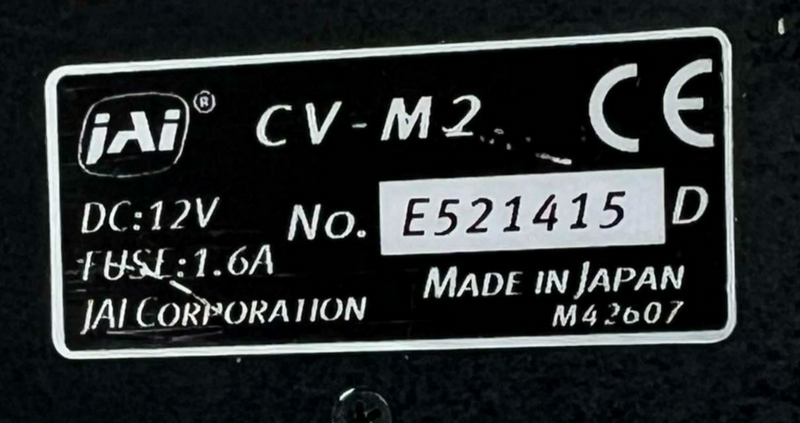 JAi ® CV-M2 CE
DC:12V No. E521415 D
FUSE:1.6A
MADE IN JAPAN
JAI CORPORATION
M42607